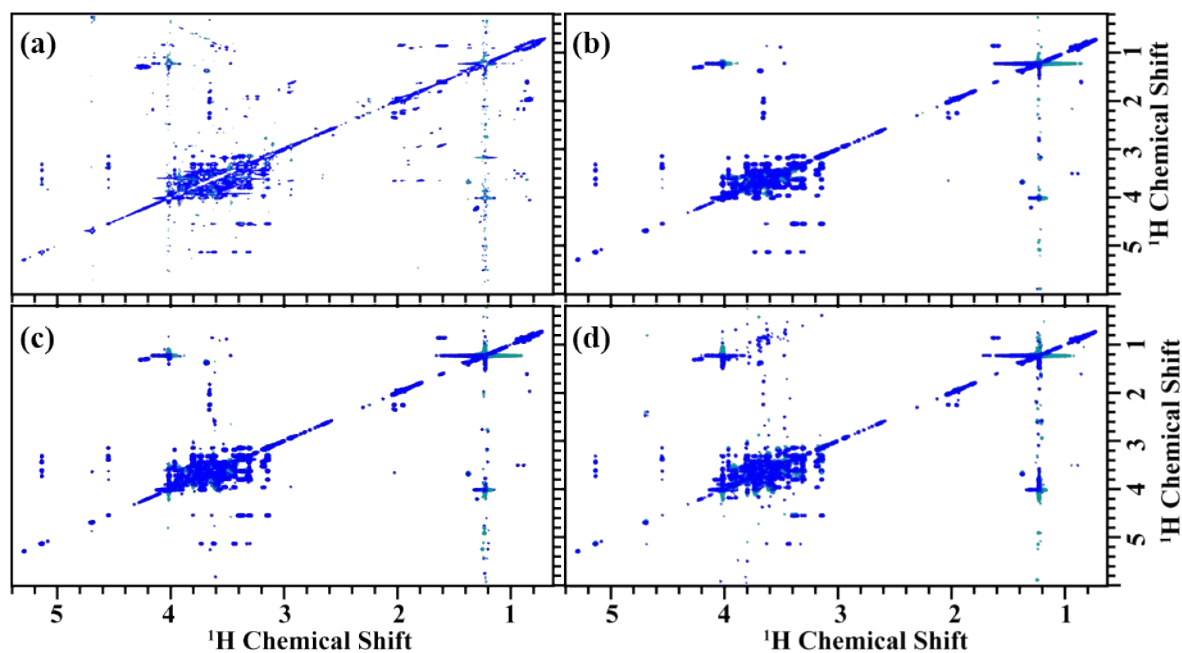 (a)
(b)
1
2
3
4
5
¹H Chemical Shift
(c)
(d)
1
2
3
4
5
¹H Chemical Shift
5 4 3 2 1 5 4 3 2 1
¹H Chemical Shift ¹H Chemical Shift